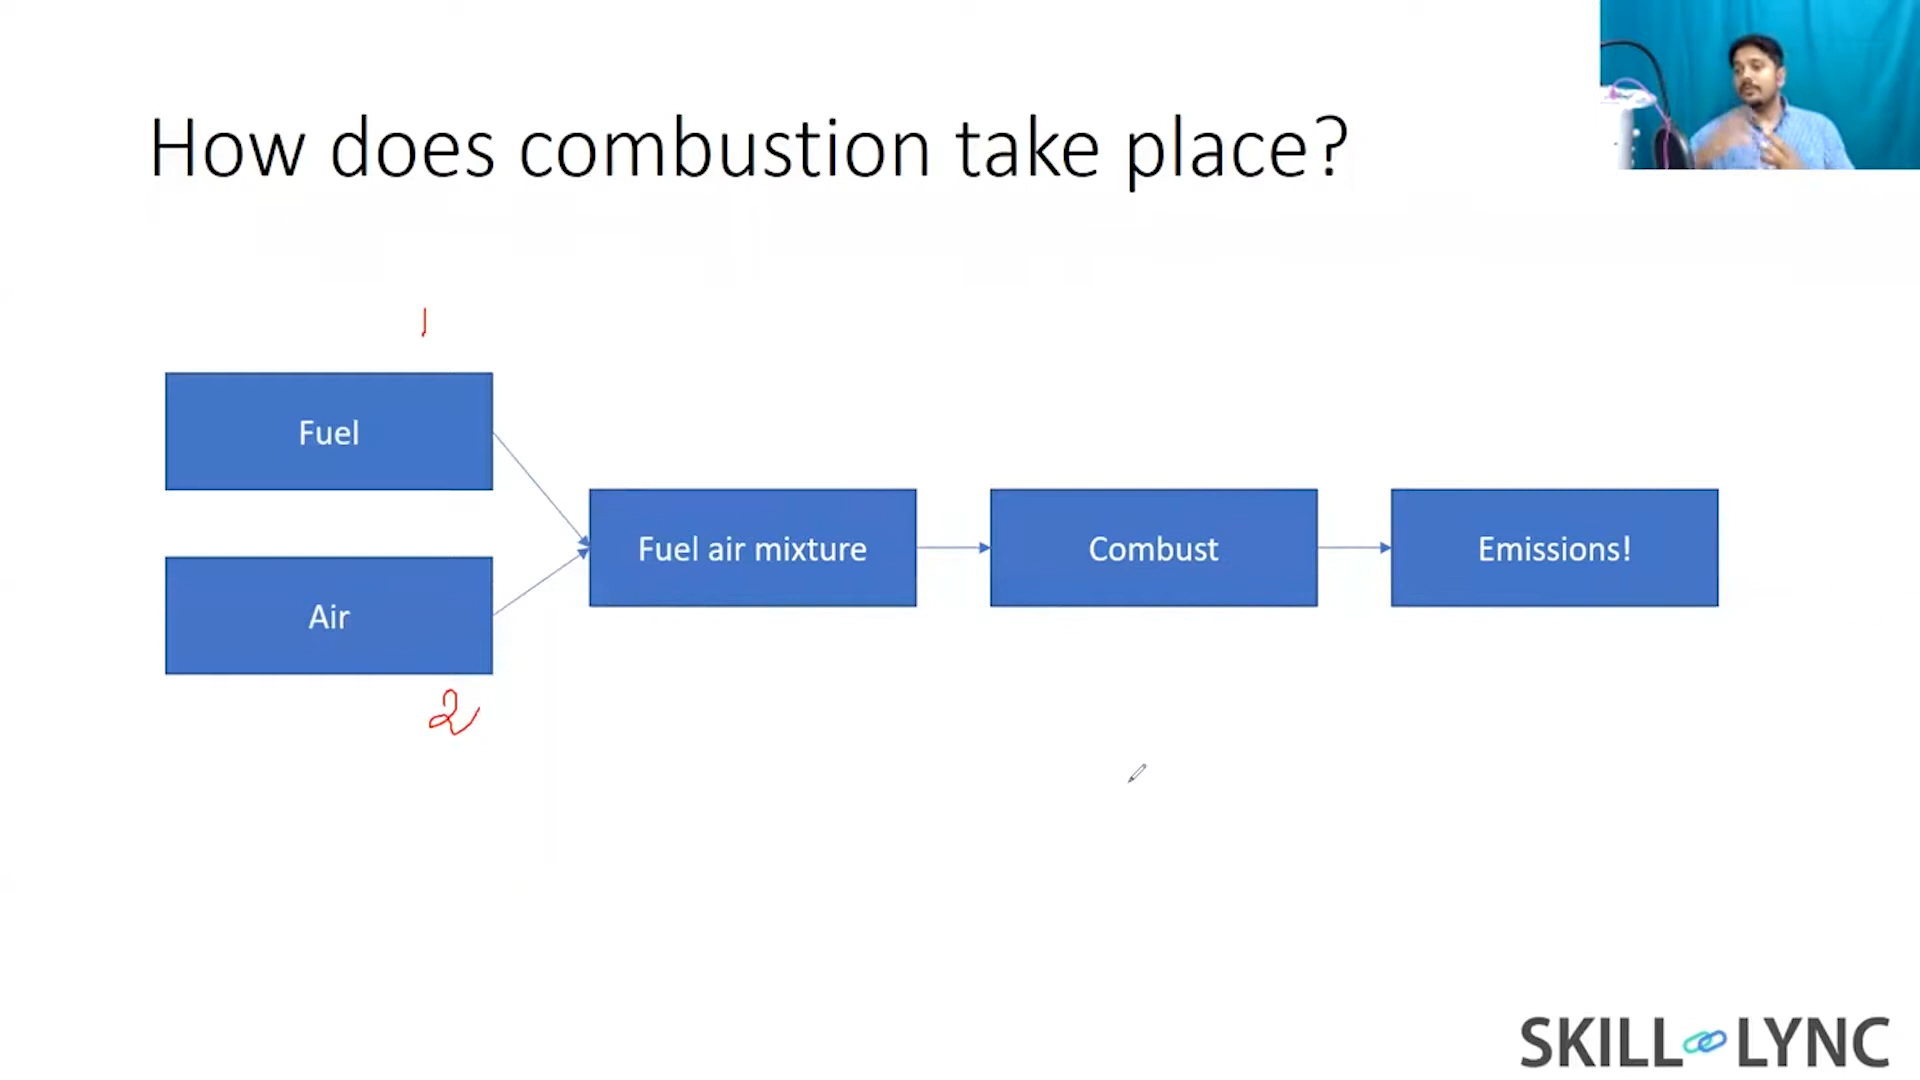 How does combustion take place?
1
Fuel
Air
2
Fuel air mixture
Combust
Emissions!
SKILL LYNC